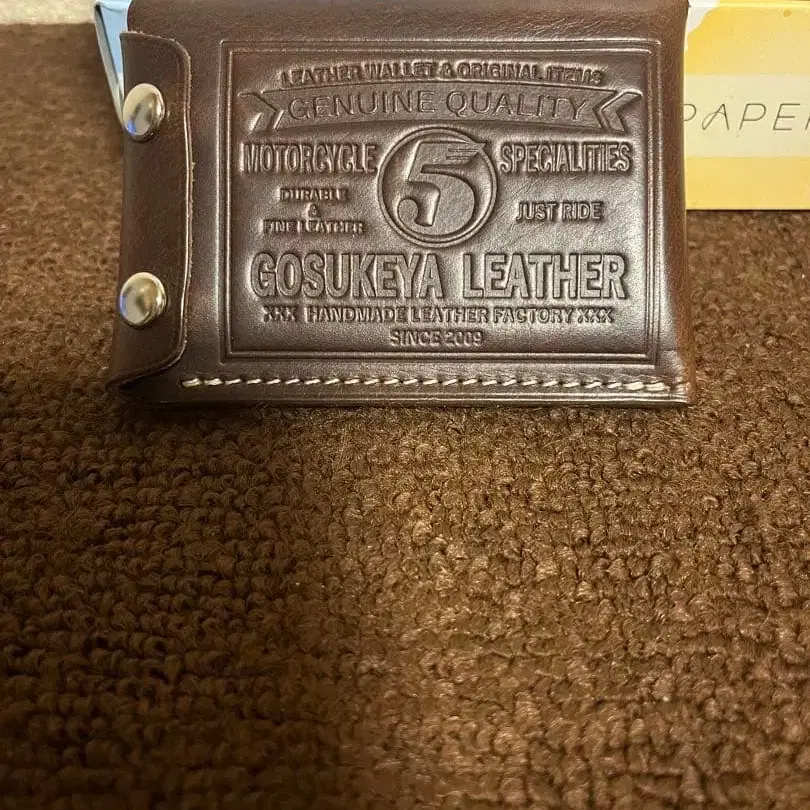 LEATHER WALLET & ORIGINAL ITEMS
GENUINE QUALITY
MOTORCYCLE 5 SPECIALITIES
DURABLE
&
FINE LEATHER
JUST RIDE
GOSUKEYA LEATHER
XXX HANDMADE LEATHER FACTORY XXX
SINCE 2009
PAPER